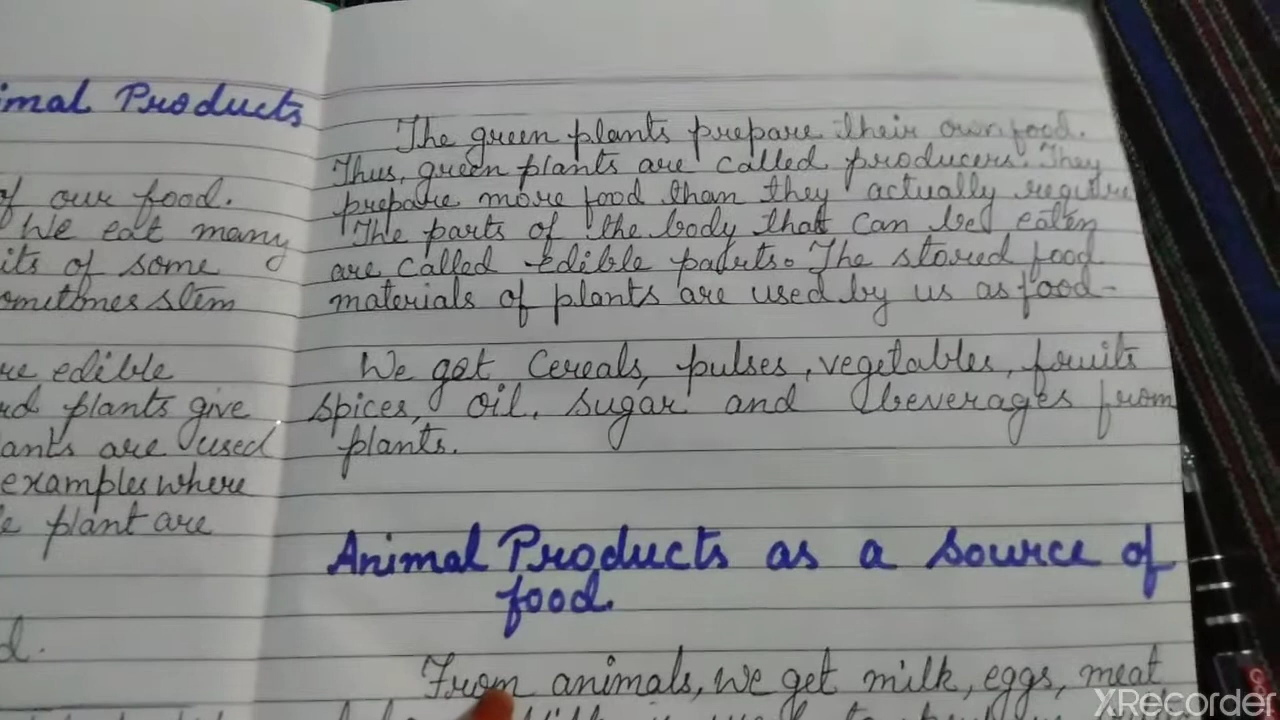 imal Products
of our food.
We eat many
its of some
ometimes stem
re edible
rd plants give
ants are used
examples where
e plant are
d.
The green plants prepare their own food.
Thus, green plants are called producers. They
prepare more food than they actually require
The parts of the body that can be eaten
are called edible paduts. The stored food
materials of plants are used by us as food-
We get Cereals, pulses, vegetables, fruits
spices, oil, sugar and beverages from
plants.
Animal Products as a source of
food.
From animals, we get milk, eggs, meat
XRecorder